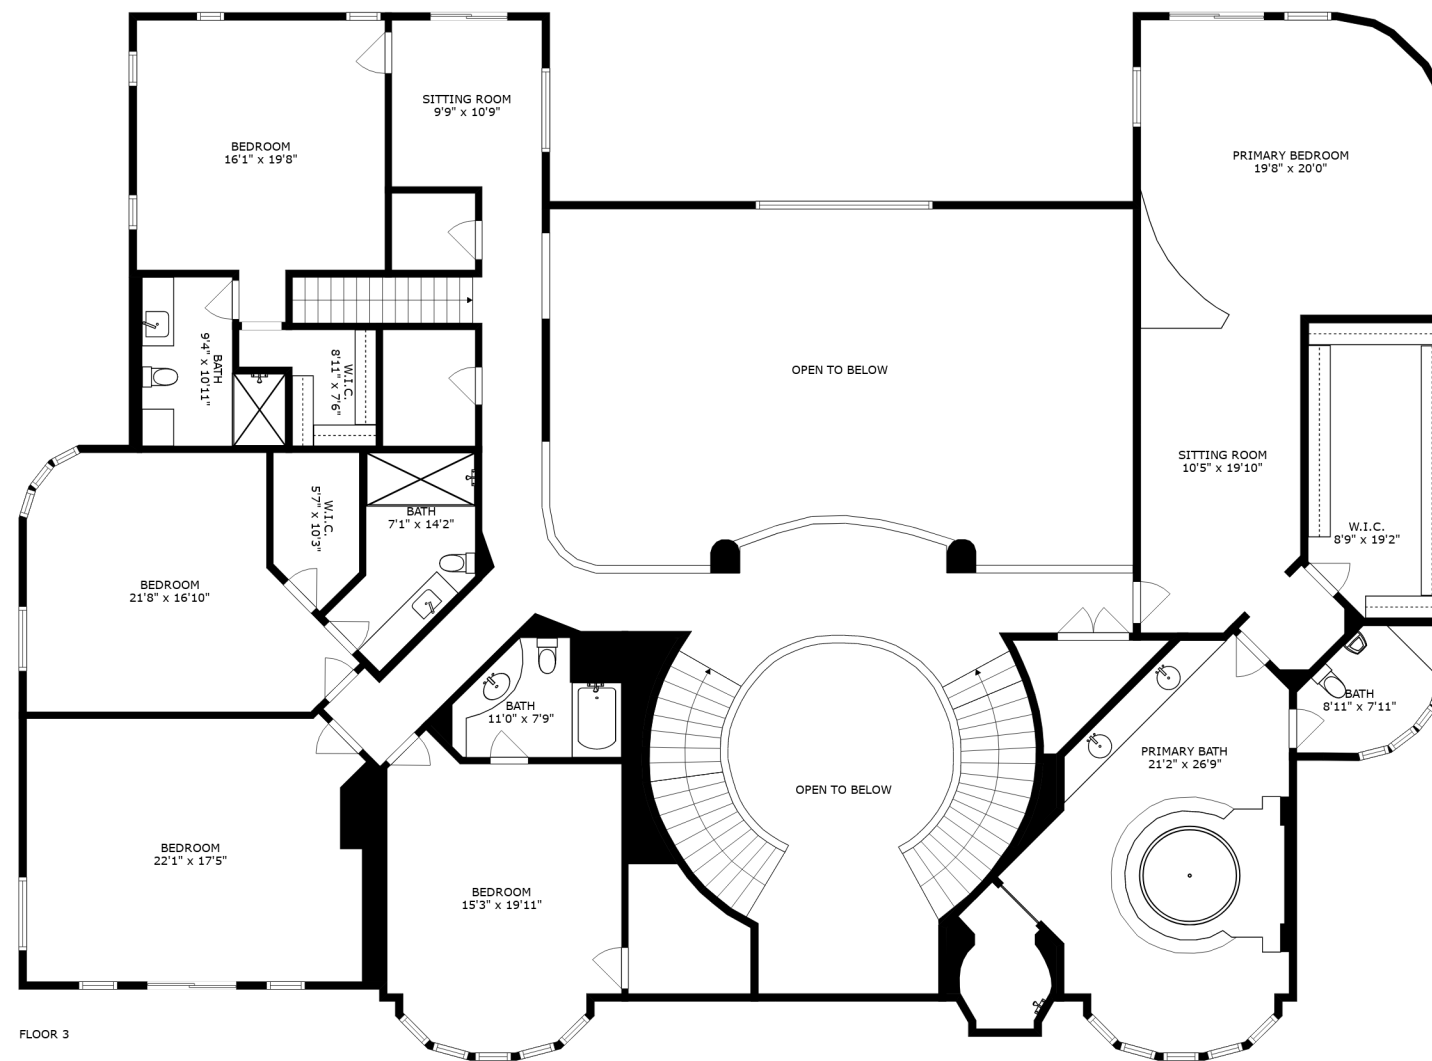 SITTING ROOM
9'9" x 10'9"
BEDROOM
16'1" x 19'8"
PRIMARY BEDROOM
19'8" x 20'0"
BATH
9'4" x 10'11"
W.I.C.
8'11" x 7'6"
OPEN TO BELOW
SITTING ROOM
10'5" x 19'10"
W.I.C.
5'7" x 10'3"
BATH
7'1" x 14'2"
W.I.C.
8'9" x 19'2"
BEDROOM
21'8" x 16'10"
BATH
11'0" x 7'9"
BATH
8'11" x 7'11"
PRIMARY BATH
21'2" x 26'9"
OPEN TO BELOW
BEDROOM
22'1" x 17'5"
BEDROOM
15'3" x 19'11"
FLOOR 3